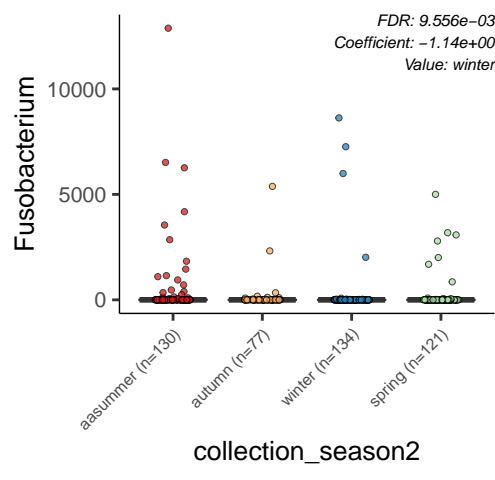 FDR: 9.556e−03
Coefficient: −1.14e+00
Value: winter
Fusobacterium
10000
5000
0
aasummer (n=130)
autumn (n=77)
winter (n=134)
spring (n=121)
collection_season2